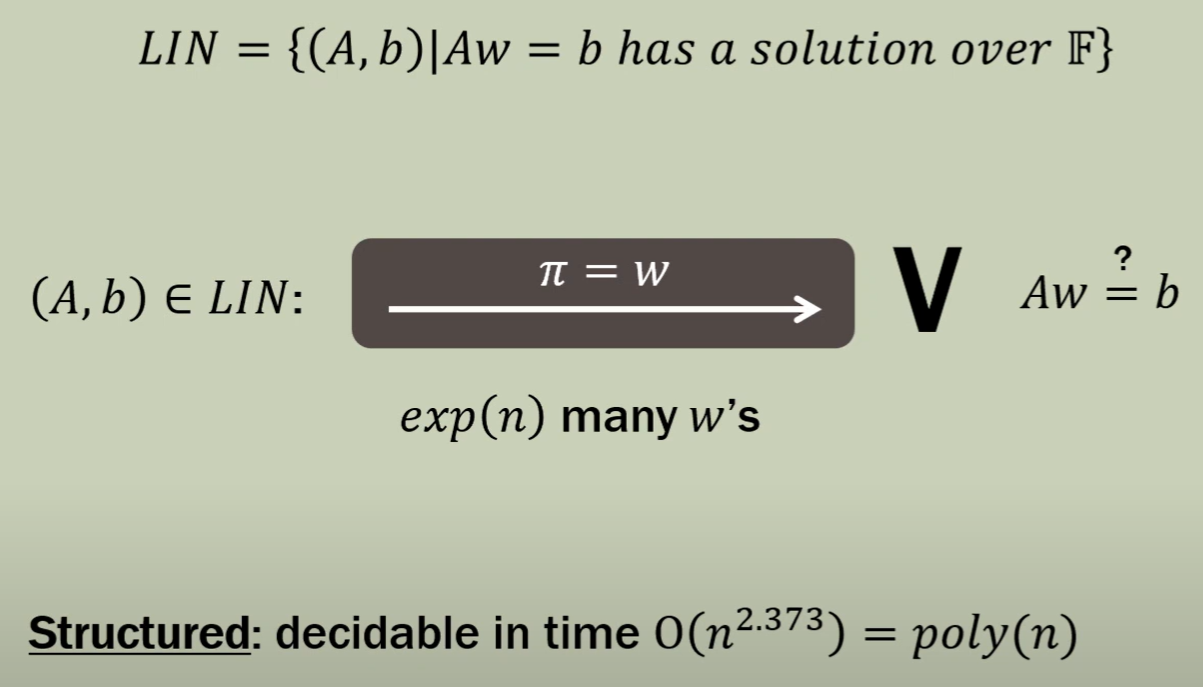 LIN = {(A, b)|Aw = b has a solution over 𝔽}
(A, b) ∈ LIN: π = w V Aw ≟ b
exp(n) many w's
Structured: decidable in time O(n^2.373) = poly(n)